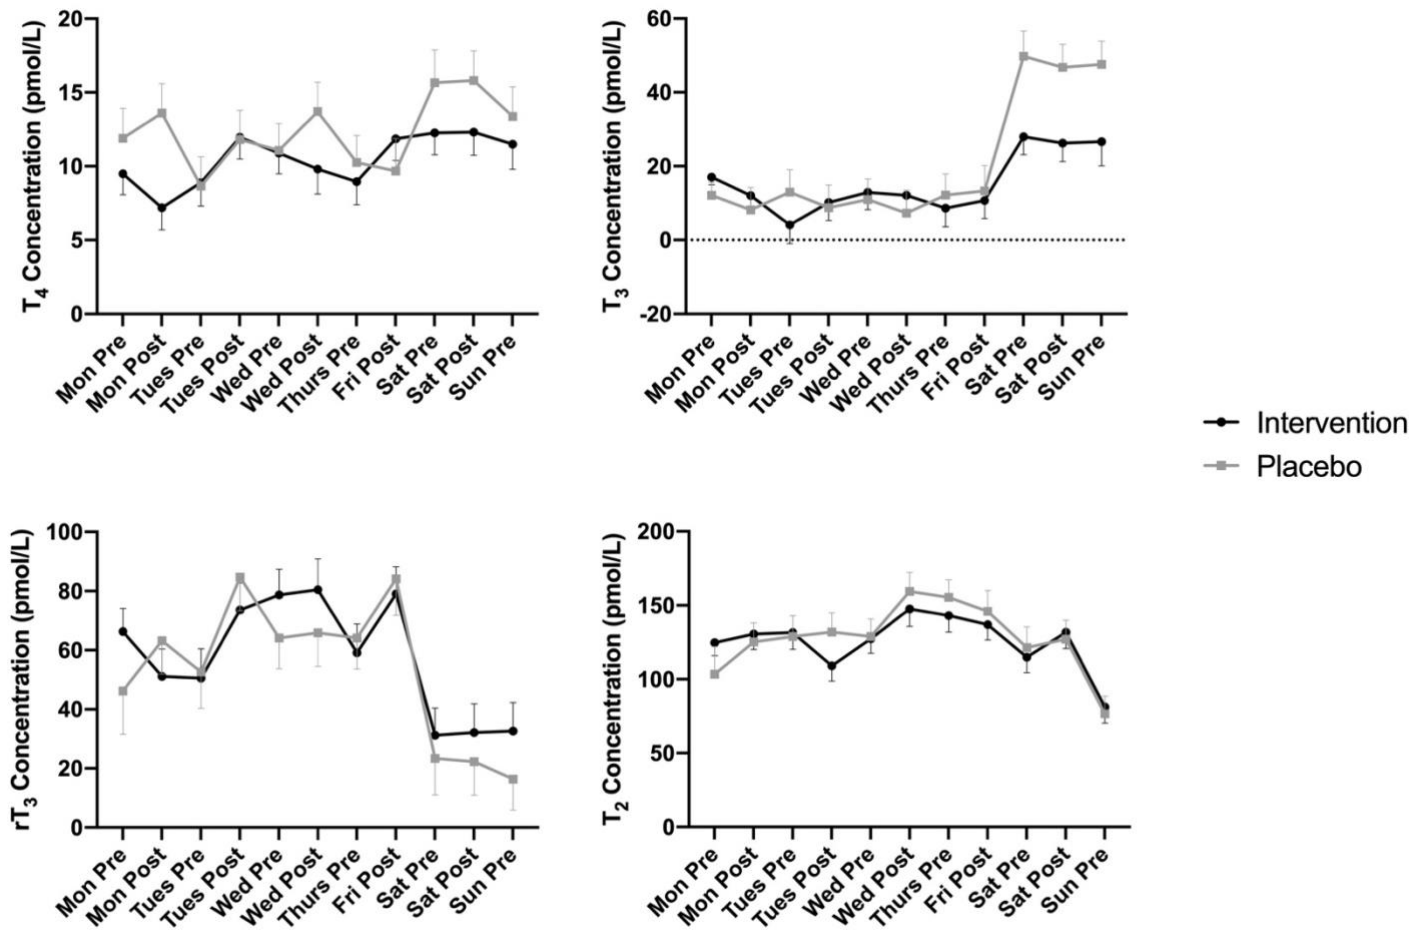 T4 Concentration (pmol/L)
20
15
10
5
0
Mon Pre
Mon Post
Tues Pre
Tues Post
Wed Pre
Wed Post
Thurs Pre
Fri Post
Sat Pre
Sat Post
Sun Pre
T3 Concentration (pmol/L)
60
40
20
0
-20
Mon Pre
Mon Post
Tues Pre
Tues Post
Wed Pre
Wed Post
Thurs Pre
Fri Post
Sat Pre
Sat Post
Sun Pre
Intervention
Placebo
rT3 Concentration (pmol/L)
100
80
60
40
20
0
Mon Pre
Mon Post
Tues Pre
Tues Post
Wed Pre
Wed Post
Thurs Pre
Fri Post
Sat Pre
Sat Post
Sun Pre
T2 Concentration (pmol/L)
200
150
100
50
0
Mon Pre
Mon Post
Tues Pre
Tues Post
Wed Pre
Wed Post
Thurs Pre
Fri Post
Sat Pre
Sat Post
Sun Pre